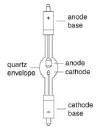 anode
base
quartz
envelope
anode
cathode
cathode
base